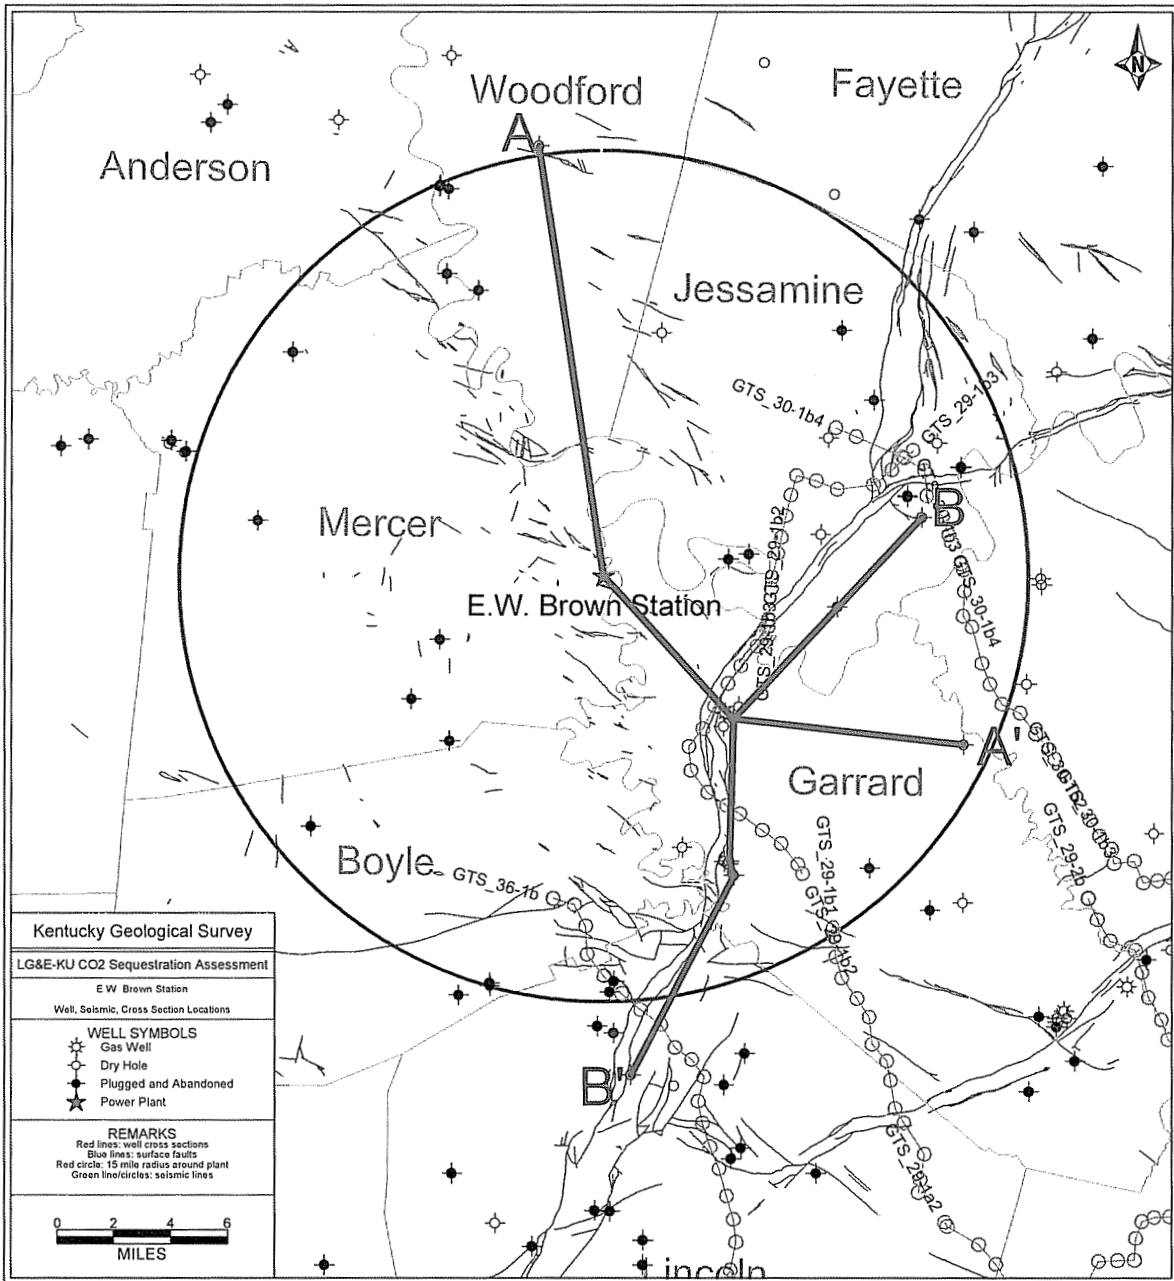 N
Woodford
Fayette
A
Anderson
Jessamine
GTS_30-1b4
GTS_29-1b3
B
Mercer
GTS_29-1b2
GTS_30-1b4
E.W. Brown Station
A'
Garrard
GTS_29-2b
GTS_29-1b1
Boyle
GTS_36-1b
B'
GTS_29-1a2
Lincoln
Kentucky Geological Survey
LG&E-KU CO2 Sequestration Assessment
E W Brown Station
Well, Seismic, Cross Section Locations
WELL SYMBOLS
Gas Well
Dry Hole
Plugged and Abandoned
Power Plant
REMARKS
Red lines: well cross sections
Blue lines: surface faults
Red circle: 15 mile radius around plant
Green line/circles: seismic lines
0 2 4 6
MILES